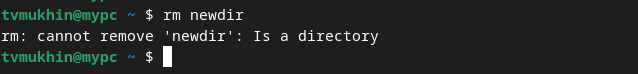 tvmukhin@mypc ~ $ rm newdir
rm: cannot remove 'newdir': Is a directory
tvmukhin@mypc ~ $